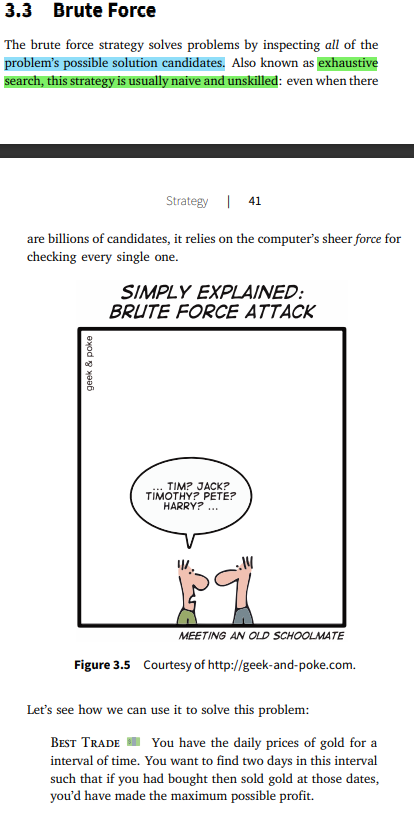 3.3 Brute Force
The brute force strategy solves problems by inspecting all of the
problem's possible solution candidates. Also known as exhaustive
search, this strategy is usually naive and unskilled: even when there
Strategy | 41
are billions of candidates, it relies on the computer's sheer force for
checking every single one.
SIMPLY EXPLAINED:
BRUTE FORCE ATTACK
geek & poke
... TIM? JACK?
TIMOTHY? PETE?
HARRY? ...
MEETING AN OLD SCHOOLMATE
Figure 3.5 Courtesy of http://geek-and-poke.com.
Let's see how we can use it to solve this problem:
BEST TRADE 💵 You have the daily prices of gold for a
interval of time. You want to find two days in this interval
such that if you had bought then sold gold at those dates,
you'd have made the maximum possible profit.